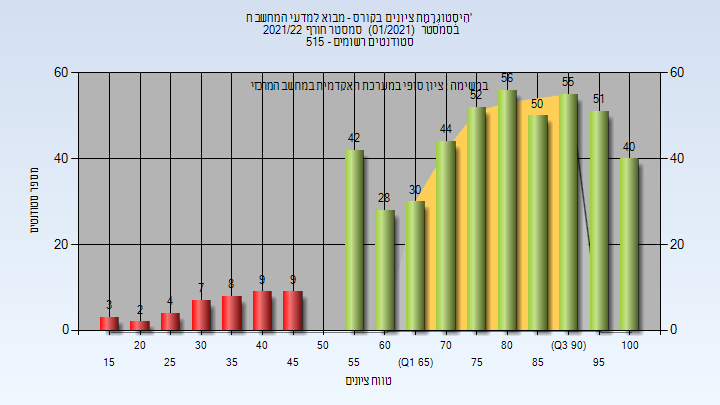 היסטוגרמת ציונים בקורס - מבוא למדעי המחשב ח'
בסמסטר (01/2021) סמסטר חורף 2021/22
סטודנטים רשומים - 515
במשימה : ציון סופי במערכת האקדמית במחשב המרכזי
60 60
40 40
20 20
0 0
3 2 4 7 8 9 9 42 28 30 44 52 56 50 55 51 40
מספר סטודנטים
20 30 40 50 60 70 80 (Q3 90) 100
15 25 35 45 55 (Q1 65) 75 85 95
טווח ציונים